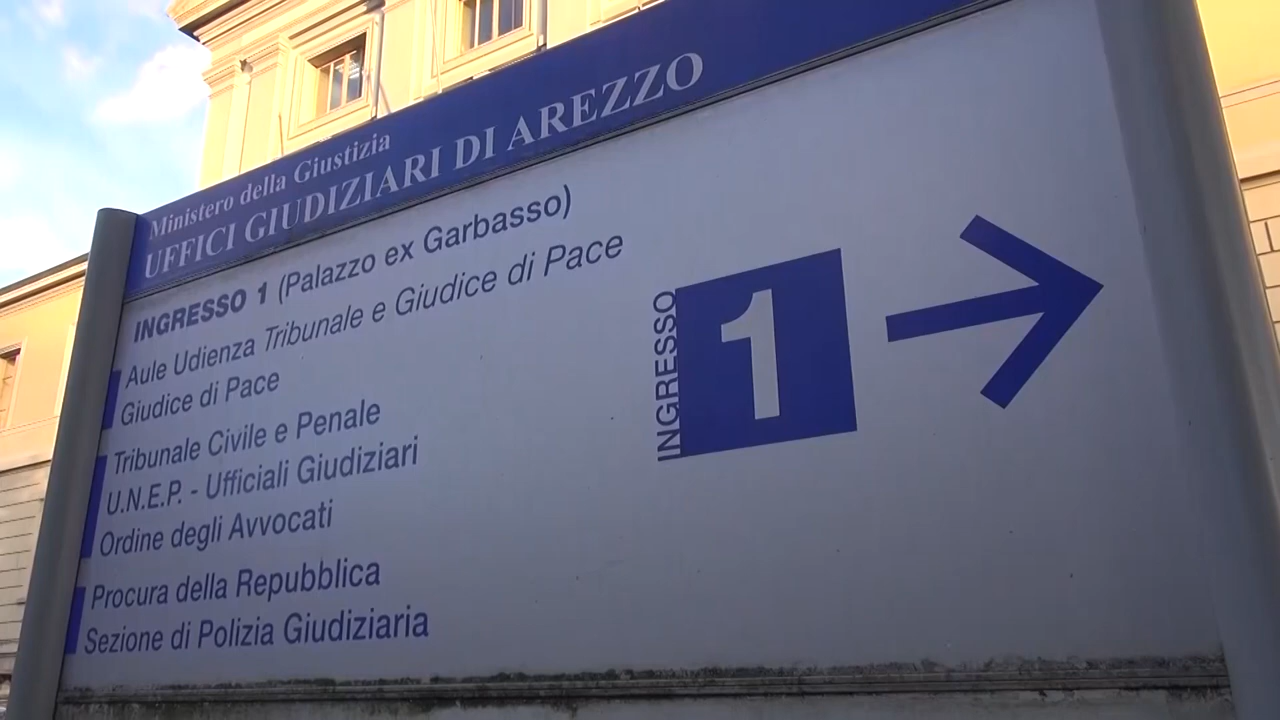 Ministero della Giustizia
UFFICI GIUDIZIARI DI AREZZO
INGRESSO 1 (Palazzo ex Garbasso)
Aule Udienza Tribunale e Giudice di Pace
Giudice di Pace
Tribunale Civile e Penale
U.N.E.P. - Ufficiali Giudiziari
Ordine degli Avvocati
Procura della Repubblica
Sezione di Polizia Giudiziaria
INGRESSO
1